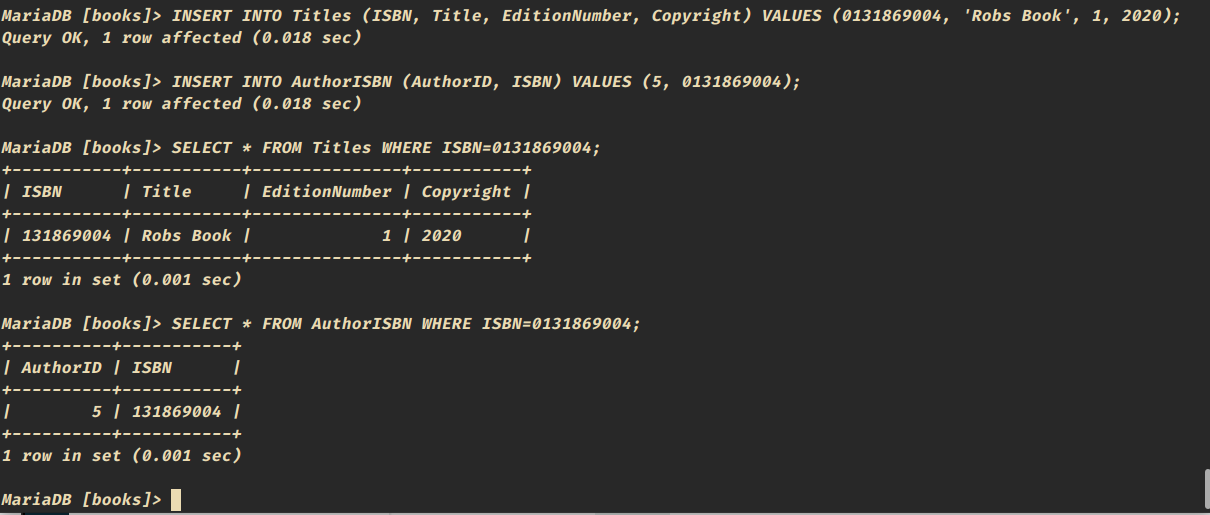 MariaDB [books]> INSERT INTO Titles (ISBN, Title, EditionNumber, Copyright) VALUES (0131869004, 'Robs Book', 1, 2020);
Query OK, 1 row affected (0.018 sec)
MariaDB [books]> INSERT INTO AuthorISBN (AuthorID, ISBN) VALUES (5, 0131869004);
Query OK, 1 row affected (0.018 sec)
MariaDB [books]> SELECT * FROM Titles WHERE ISBN=0131869004;
+-----------+-----------+---------------+-----------+
| ISBN      | Title     | EditionNumber | Copyright |
+-----------+-----------+---------------+-----------+
| 131869004 | Robs Book |             1 | 2020      |
+-----------+-----------+---------------+-----------+
1 row in set (0.001 sec)
MariaDB [books]> SELECT * FROM AuthorISBN WHERE ISBN=0131869004;
+----------+-----------+
| AuthorID | ISBN      |
+----------+-----------+
|        5 | 131869004 |
+----------+-----------+
1 row in set (0.001 sec)
MariaDB [books]>